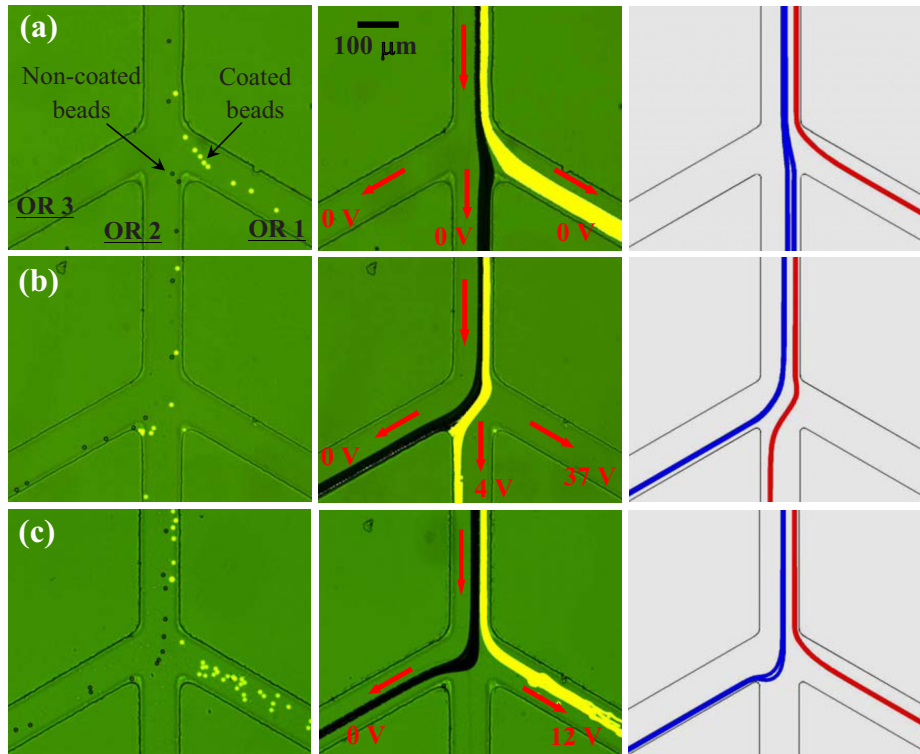 (a)
Non-coated
beads
Coated
beads
OR 3
OR 2
OR 1
100 μm
0 V
0 V
0 V
(b)
0 V
4 V
37 V
(c)
0 V
12 V